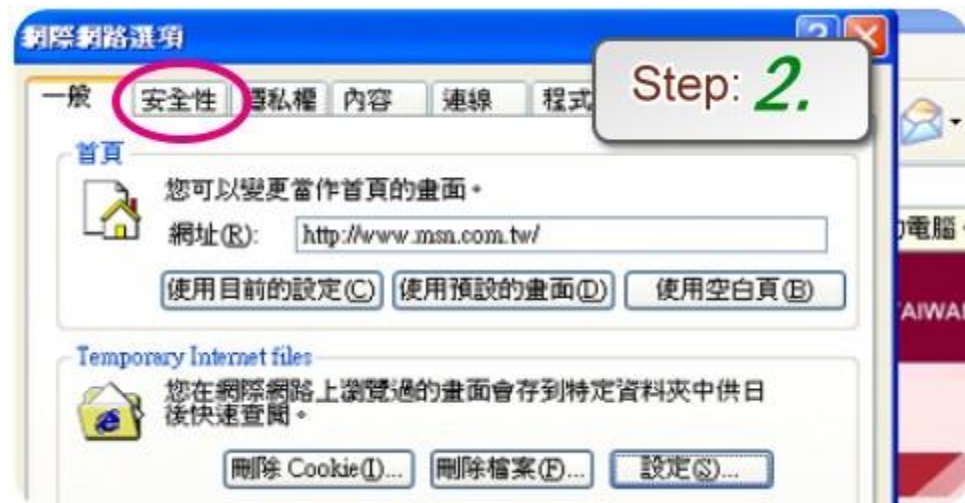 網際網路選項
Step: 2.
一般 安全性 隱私權 內容 連線 程式
首頁
您可以變更當作首頁的畫面。
網址(R): http://www.msn.com.tw/
使用目前的設定(C) 使用預設的畫面(D) 使用空白頁(B)
電腦。
Temporary Internet files
您在網際網路上瀏覽過的畫面會存到特定資料夾中供日
後快速查閱。
刪除 Cookie(I)... 刪除檔案(F)... 設定(S)...